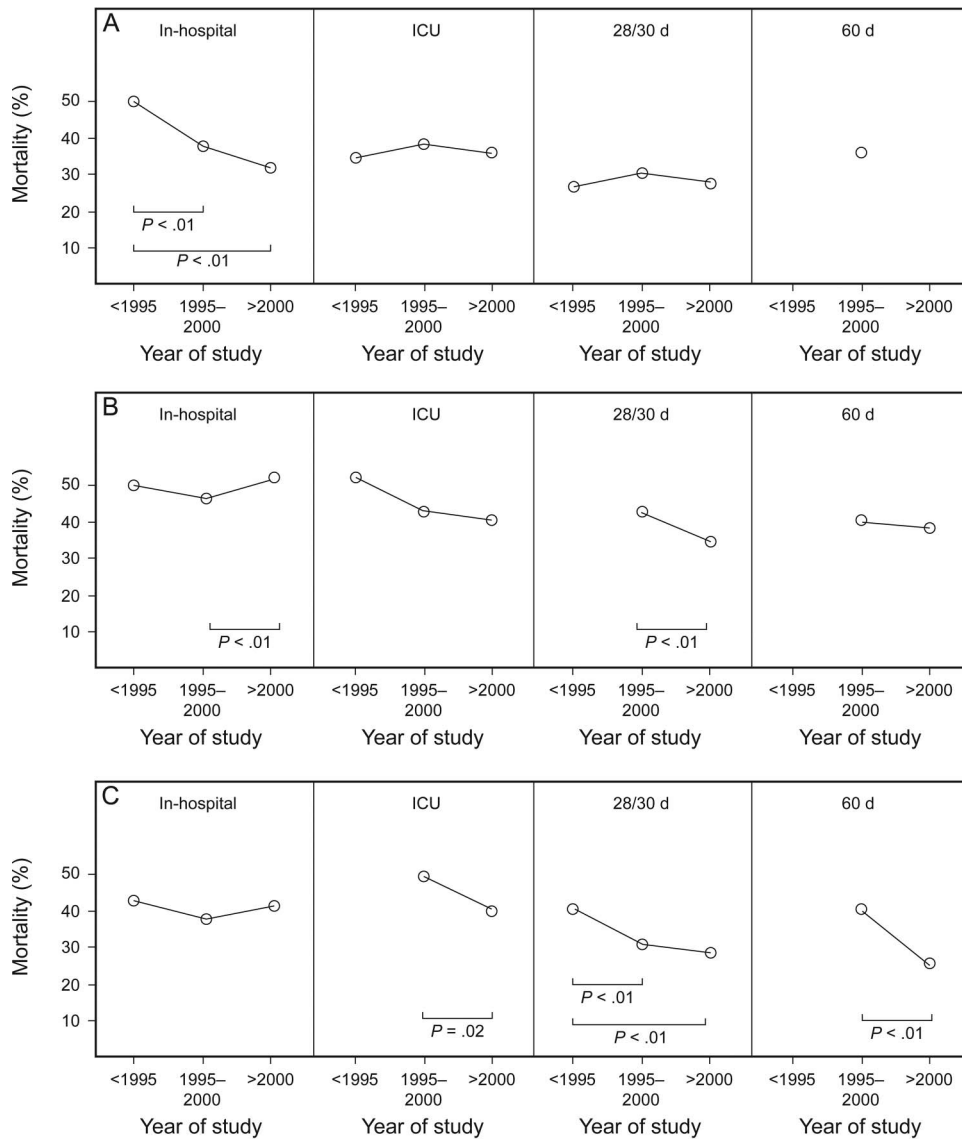 A
In-hospital
ICU
28/30 d
60 d
Mortality (%)
50
40
30
20
10
P < .01
P < .01
<1995 1995– >2000 <1995 1995– >2000 <1995 1995– >2000 <1995 1995– >2000
2000 2000 2000 2000
Year of study Year of study Year of study Year of study
B
In-hospital
ICU
28/30 d
60 d
Mortality (%)
50
40
30
20
10
P < .01
P < .01
<1995 1995– >2000 <1995 1995– >2000 <1995 1995– >2000 <1995 1995– >2000
2000 2000 2000 2000
Year of study Year of study Year of study Year of study
C
In-hospital
ICU
28/30 d
60 d
Mortality (%)
50
40
30
20
10
P = .02
P < .01
P < .01
P < .01
<1995 1995– >2000 <1995 1995– >2000 <1995 1995– >2000 <1995 1995– >2000
2000 2000 2000 2000
Year of study Year of study Year of study Year of study